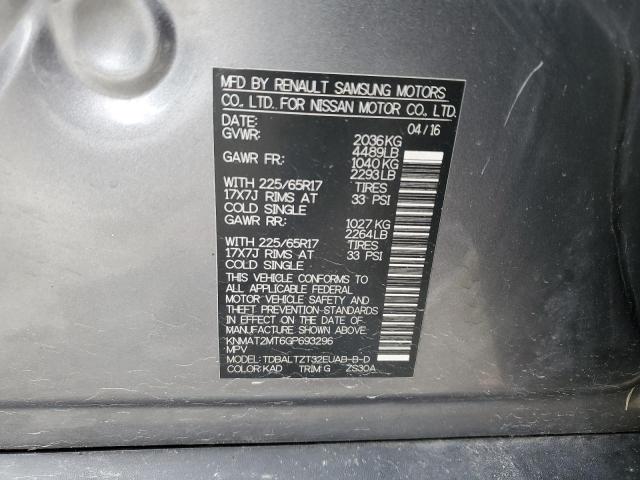 MFD BY RENAULT SAMSUNG MOTORS
CO., LTD. FOR NISSAN MOTOR CO., LTD.
DATE: 04/16
GVWR: 2036KG
4489LB
GAWR FR: 1040KG
2293LB
WITH 225/65R17 TIRES
17X7J RIMS AT 33 PSI
COLD SINGLE
GAWR RR: 1027KG
2264LB
WITH 225/65R17 TIRES
17X7J RIMS AT 33 PSI
COLD SINGLE
THIS VEHICLE CONFORMS TO
ALL APPLICABLE FEDERAL
MOTOR VEHICLE SAFETY AND
THEFT PREVENTION STANDARDS
IN EFFECT ON THE DATE OF
MANUFACTURE SHOWN ABOVE.
KNMAT2MT6GP693296
MPV
MODEL: TDBALTZT32EUAB-B-D
COLOR: KAD TRIM: G ZS30A